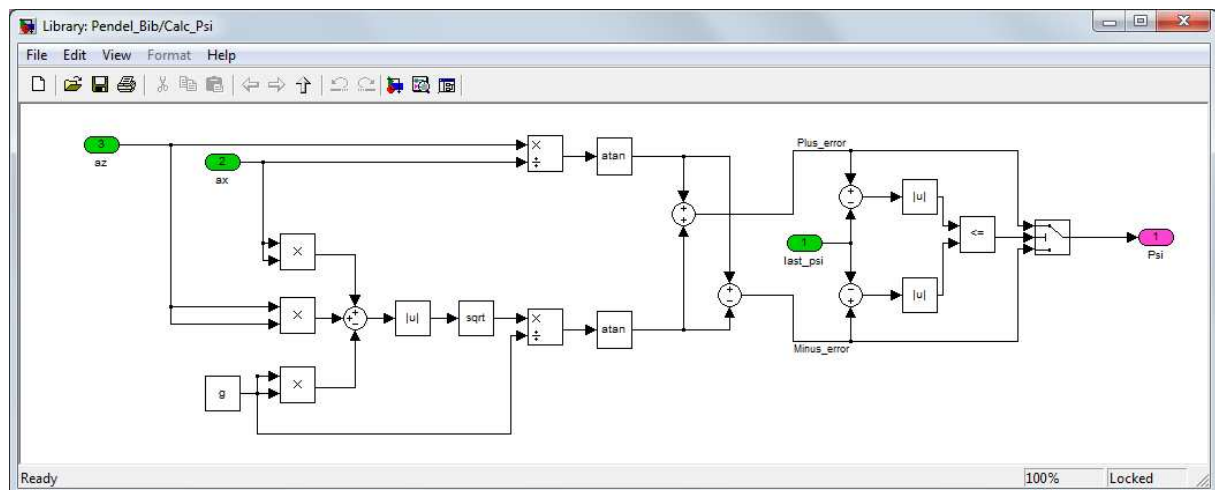 Library: Pendel_Bib/Calc_Psi
File Edit View Format Help
3
az
2
ax
×
÷
atan
Plus_error
+
−
|u|
+
+
×
1
last_psi
<=
1
Psi
×
+
+
−
|u|
sqrt
×
÷
atan
+
−
−
+
|u|
Minus_error
g
×
Ready
100%
Locked